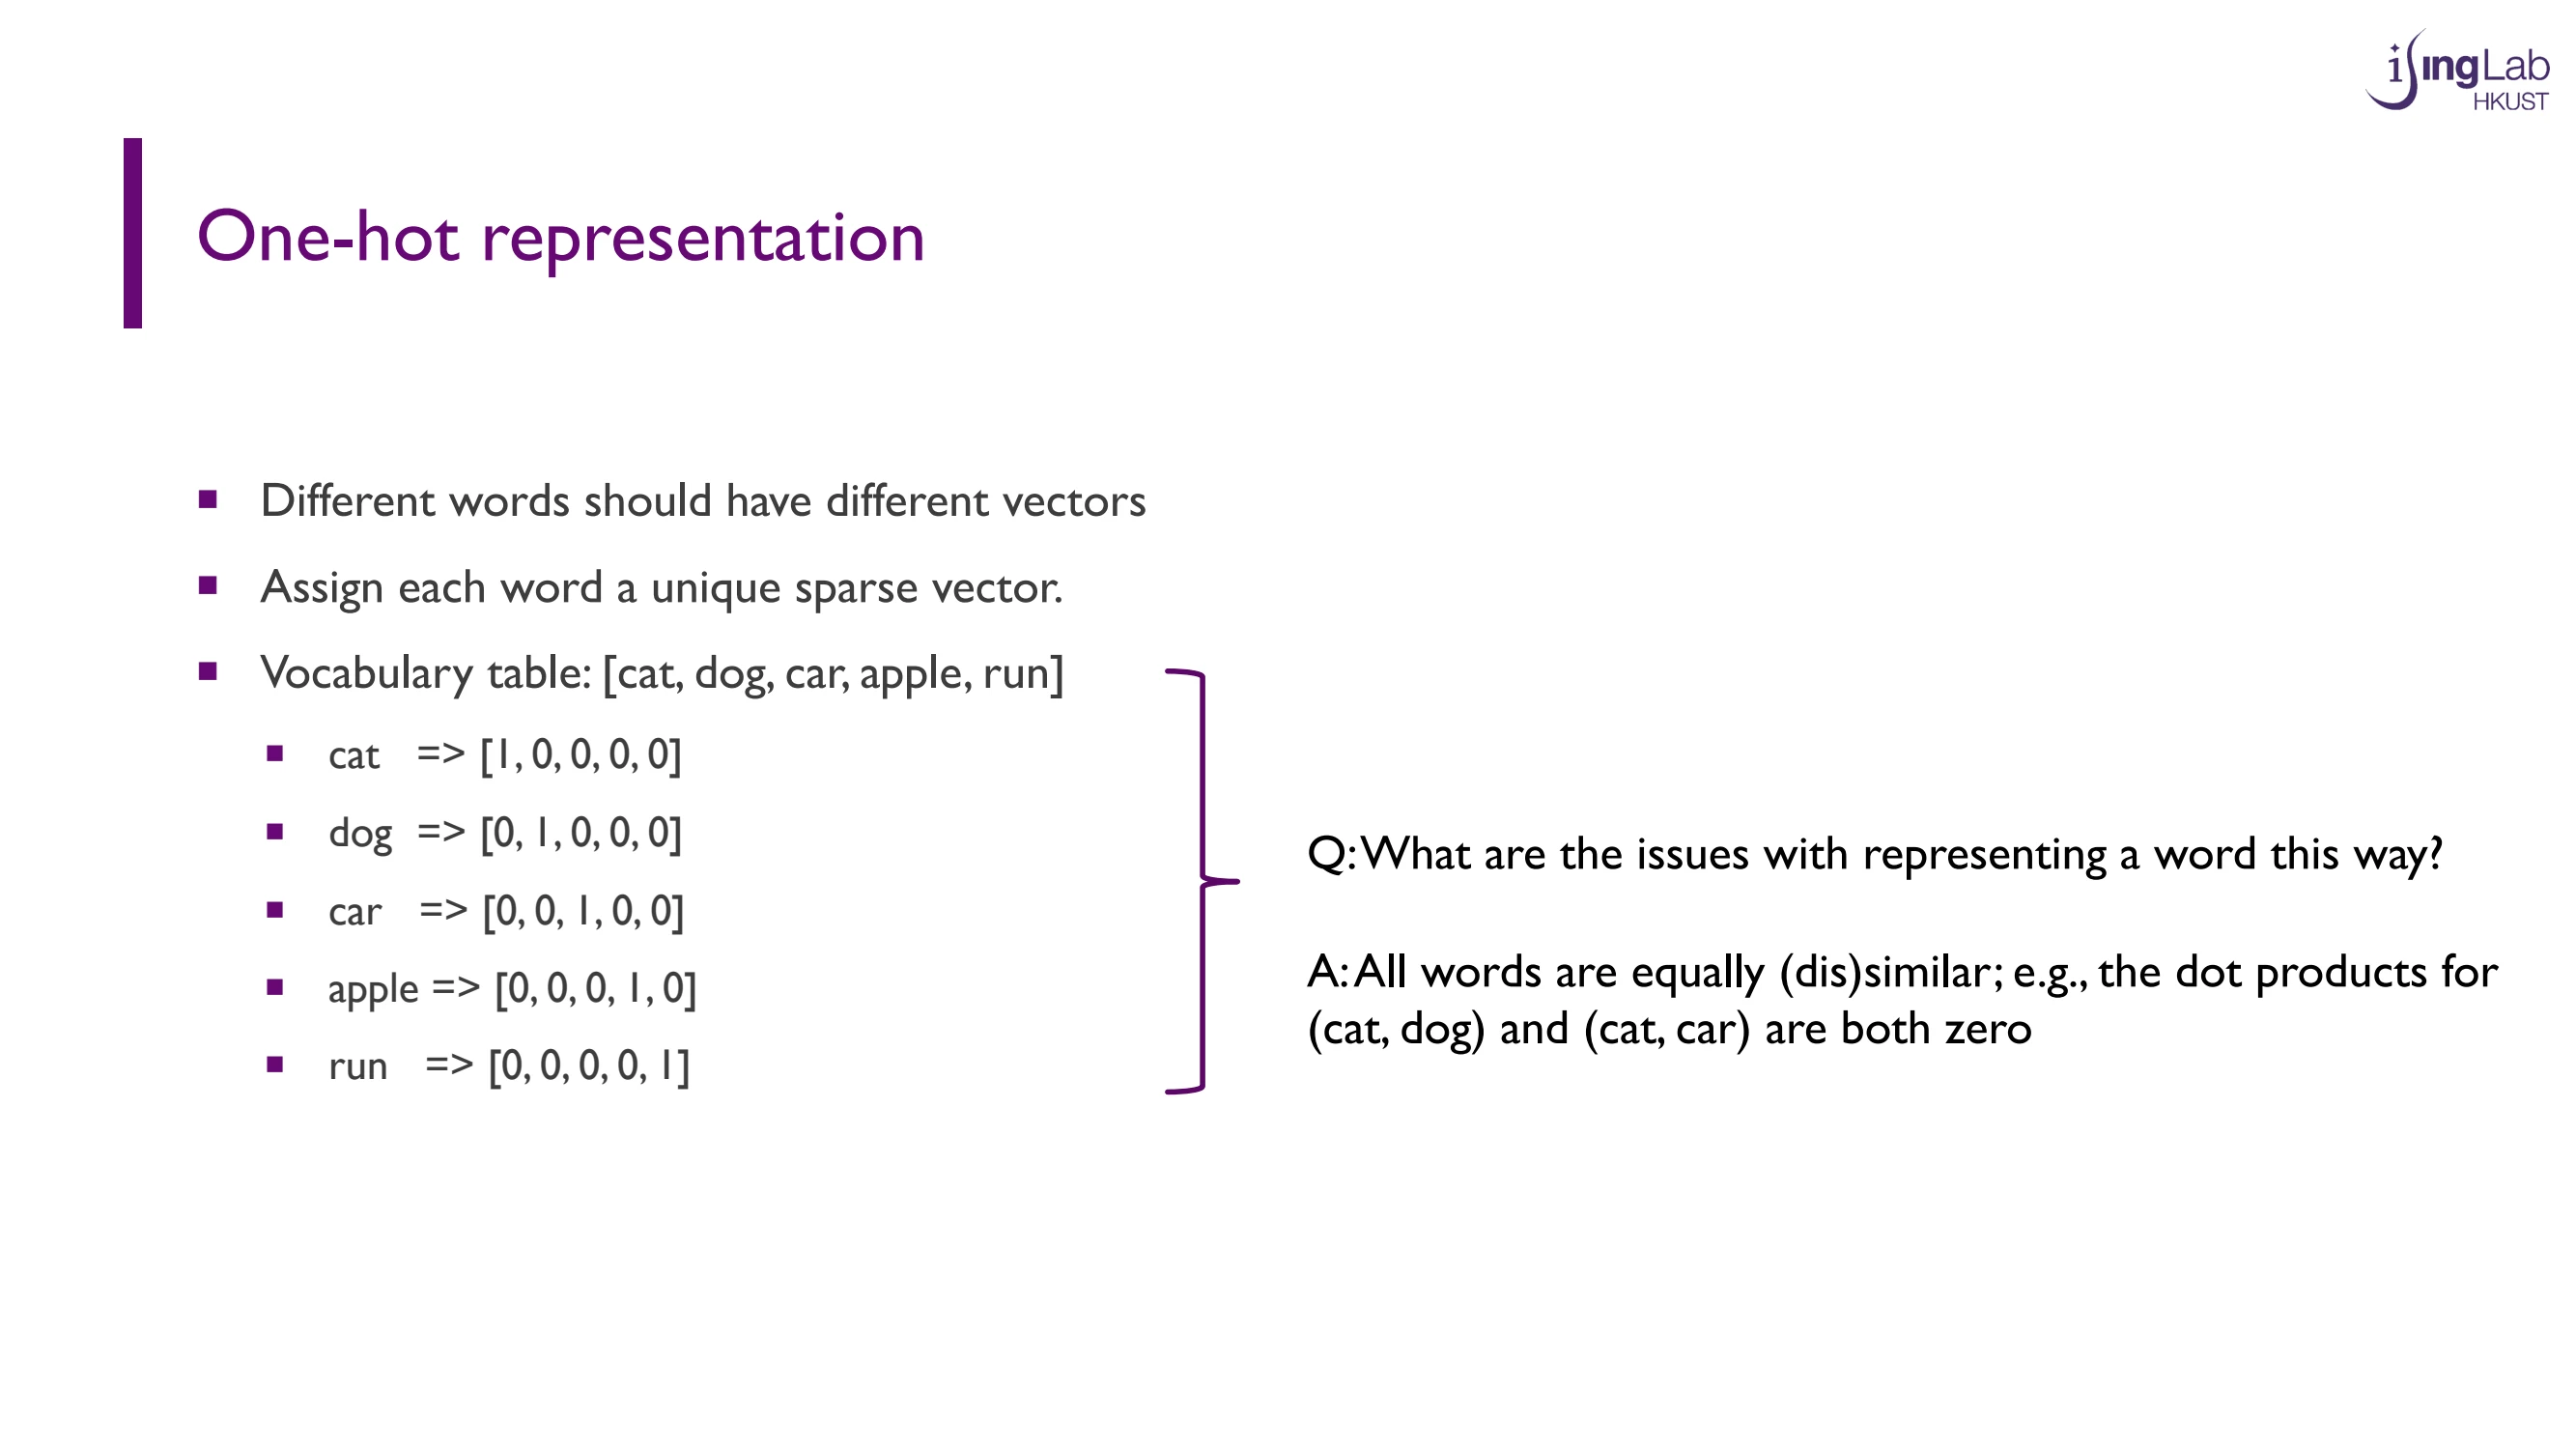 iSingLab
HKUST
One-hot representation
Different words should have different vectors
Assign each word a unique sparse vector.
Vocabulary table: [cat, dog, car, apple, run]
cat => [1, 0, 0, 0, 0]
dog => [0, 1, 0, 0, 0]
car => [0, 0, 1, 0, 0]
apple => [0, 0, 0, 1, 0]
run => [0, 0, 0, 0, 1]
Q: What are the issues with representing a word this way?
A: All words are equally (dis)similar; e.g., the dot products for
(cat, dog) and (cat, car) are both zero